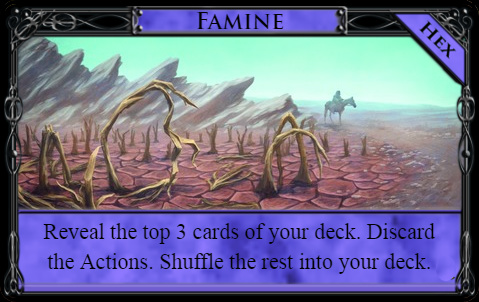 Famine
Hex
Reveal the top 3 cards of your deck. Discard
the Actions. Shuffle the rest into your deck.